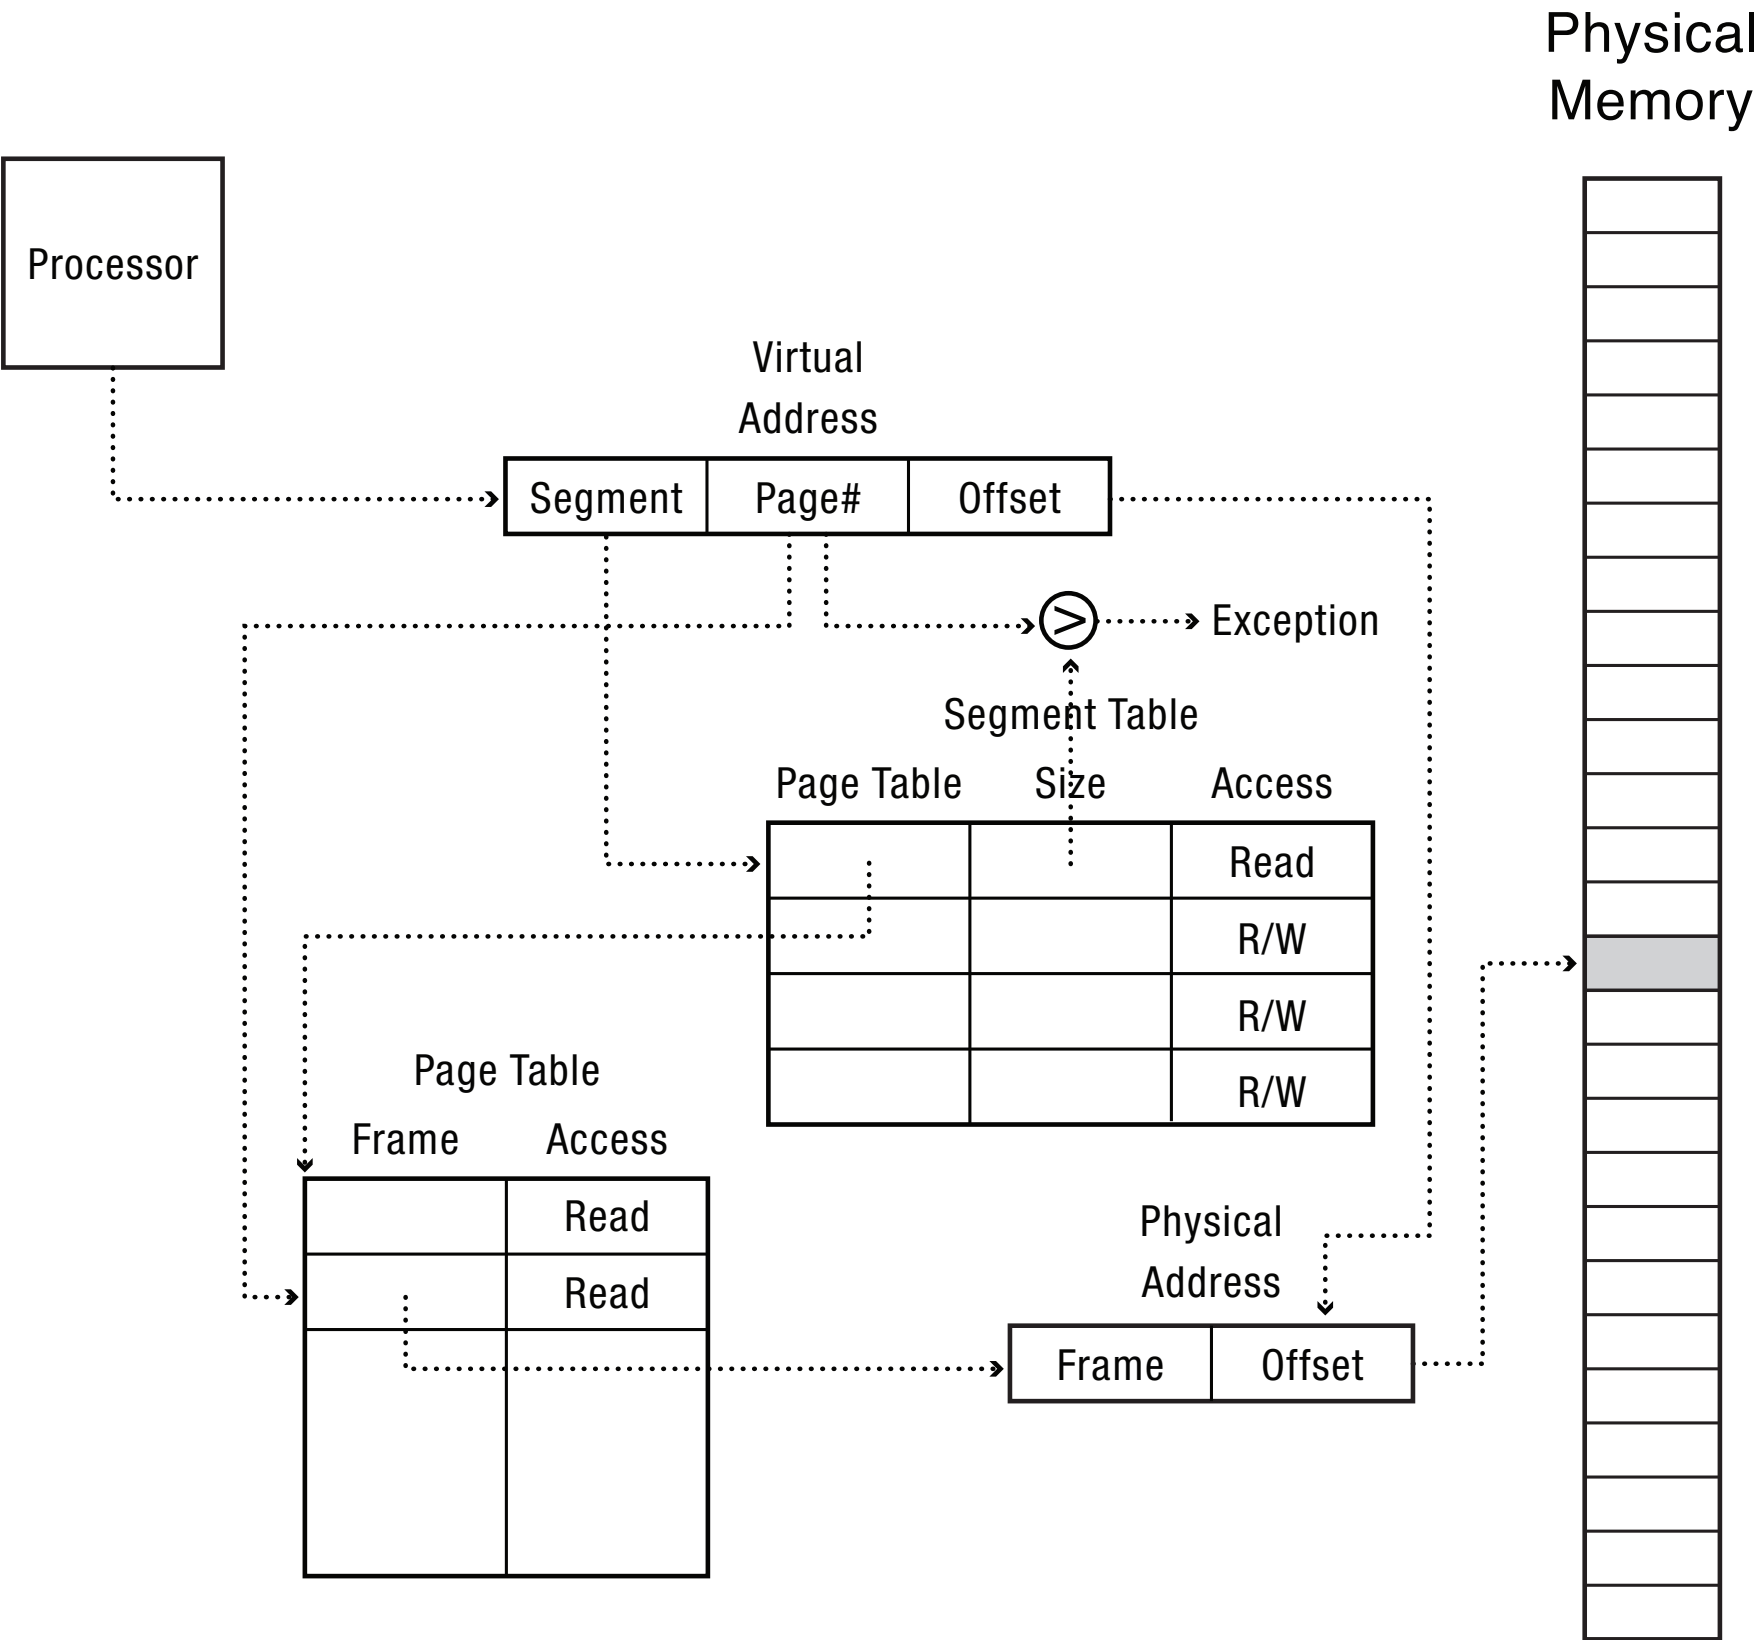 Physical
Memory
Processor
Virtual
Address
Segment Page# Offset
> Exception
Segment Table
Page Table Size Access
Read
R/W
R/W
R/W
Page Table
Frame Access
Read
Read
Physical
Address
Frame Offset